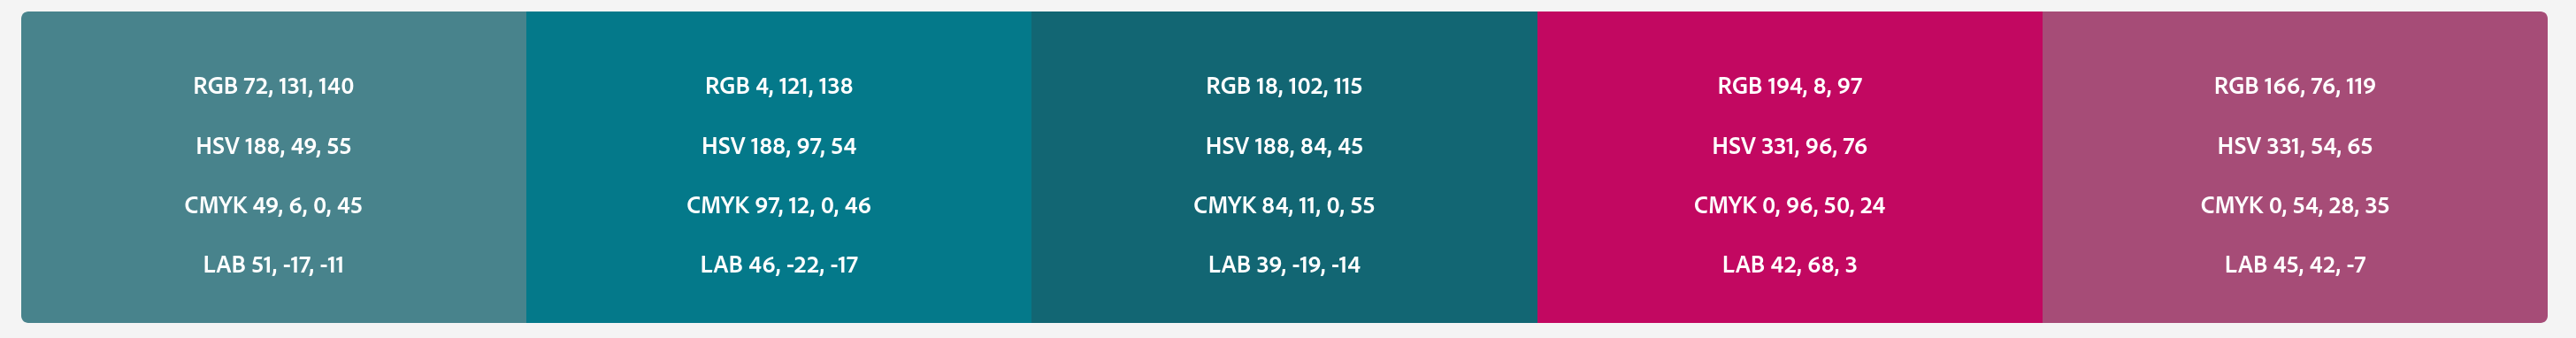 RGB 72, 131, 140
HSV 188, 49, 55
CMYK 49, 6, 0, 45
LAB 51, -17, -11
RGB 4, 121, 138
HSV 188, 97, 54
CMYK 97, 12, 0, 46
LAB 46, -22, -17
RGB 18, 102, 115
HSV 188, 84, 45
CMYK 84, 11, 0, 55
LAB 39, -19, -14
RGB 194, 8, 97
HSV 331, 96, 76
CMYK 0, 96, 50, 24
LAB 42, 68, 3
RGB 166, 76, 119
HSV 331, 54, 65
CMYK 0, 54, 28, 35
LAB 45, 42, -7